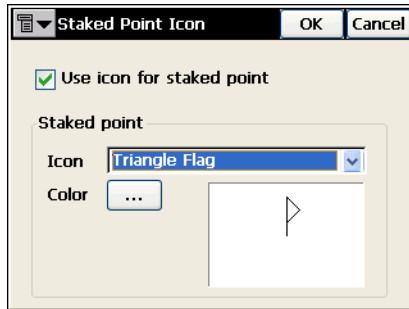 Staked Point Icon OK Cancel
Use icon for staked point
Staked point
Icon Triangle Flag
Color ...